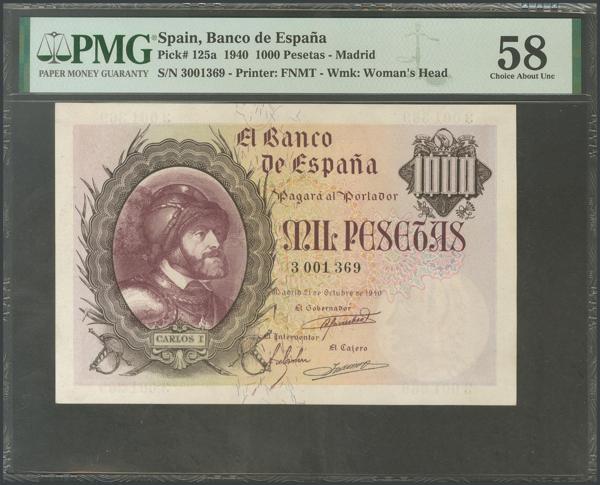 PMG
PAPER MONEY GUARANTY
Spain, Banco de España
Pick# 125a 1940 1000 Pesetas - Madrid
S/N 3001369 - Printer: FNMT - Wmk: Woman's Head
58
Choice About Unc
El Banco
de España
Pagará al Portador
MIL PESETAS
3 001 369
Madrid 21 de Octubre de 1940
El Gobernador
El Interventor
El Cajero
CARLOS I